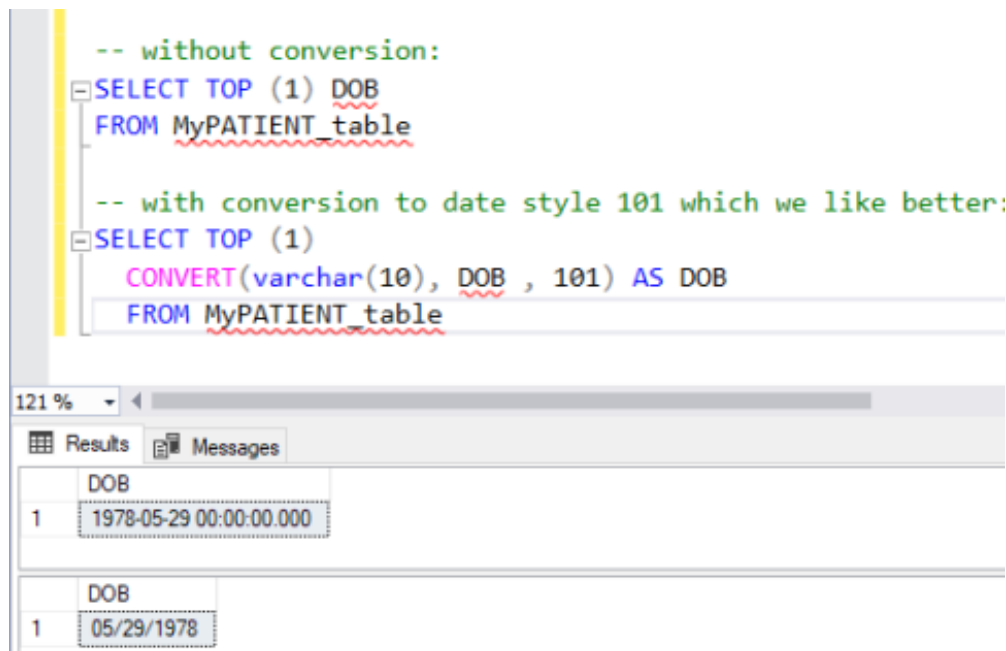 -- without conversion:
SELECT TOP (1) DOB
FROM MyPATIENT_table
-- with conversion to date style 101 which we like better:
SELECT TOP (1)
CONVERT(varchar(10), DOB , 101) AS DOB
FROM MyPATIENT_table
121 %
Results Messages
DOB
1 1978-05-29 00:00:00.000
DOB
1 05/29/1978